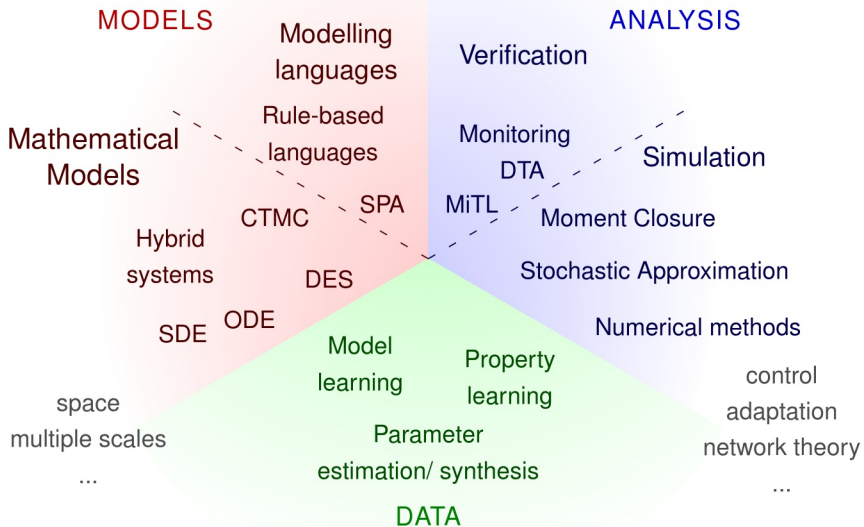 MODELS
ANALYSIS
Modelling
languages
Verification
Rule-based
languages
Mathematical
Models
Monitoring
DTA
Simulation
SPA
MiTL
CTMC
Moment Closure
Hybrid
systems
DES
Stochastic Approximation
SDE
ODE
Numerical methods
Model
learning
Property
learning
space
multiple scales
...
control
adaptation
network theory
...
Parameter
estimation/ synthesis
DATA